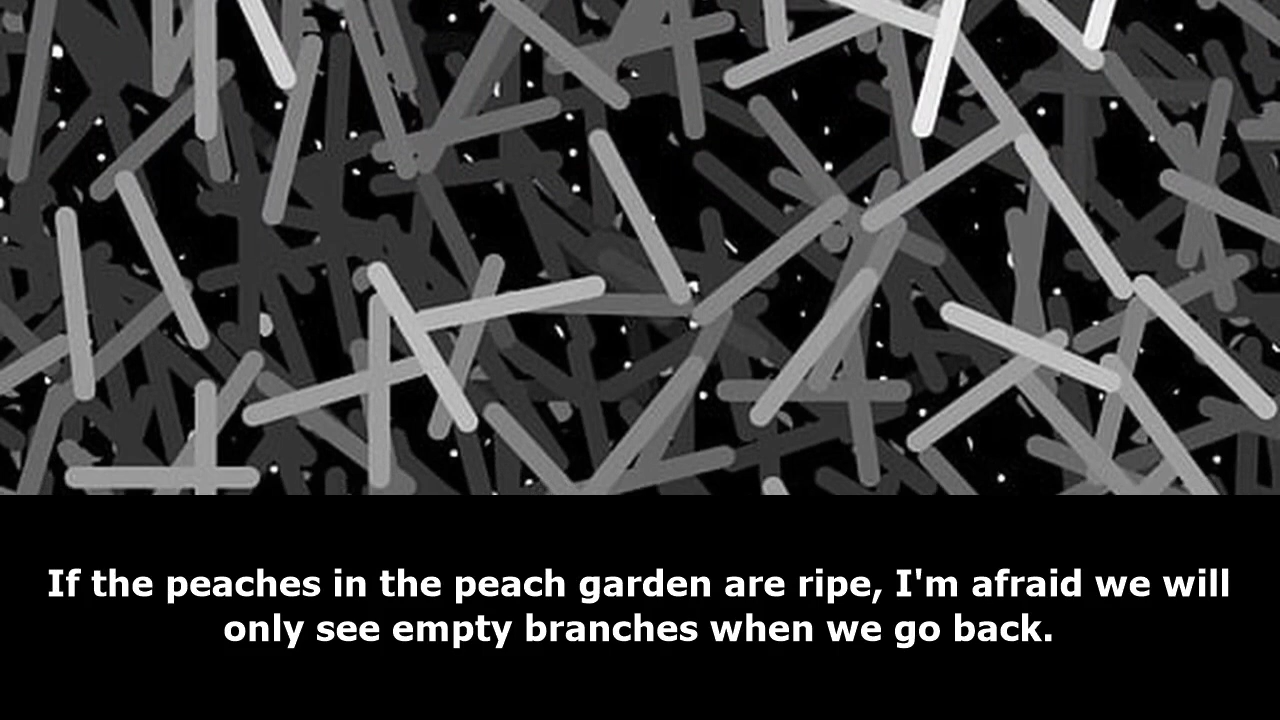 If the peaches in the peach garden are ripe, I'm afraid we will
only see empty branches when we go back.